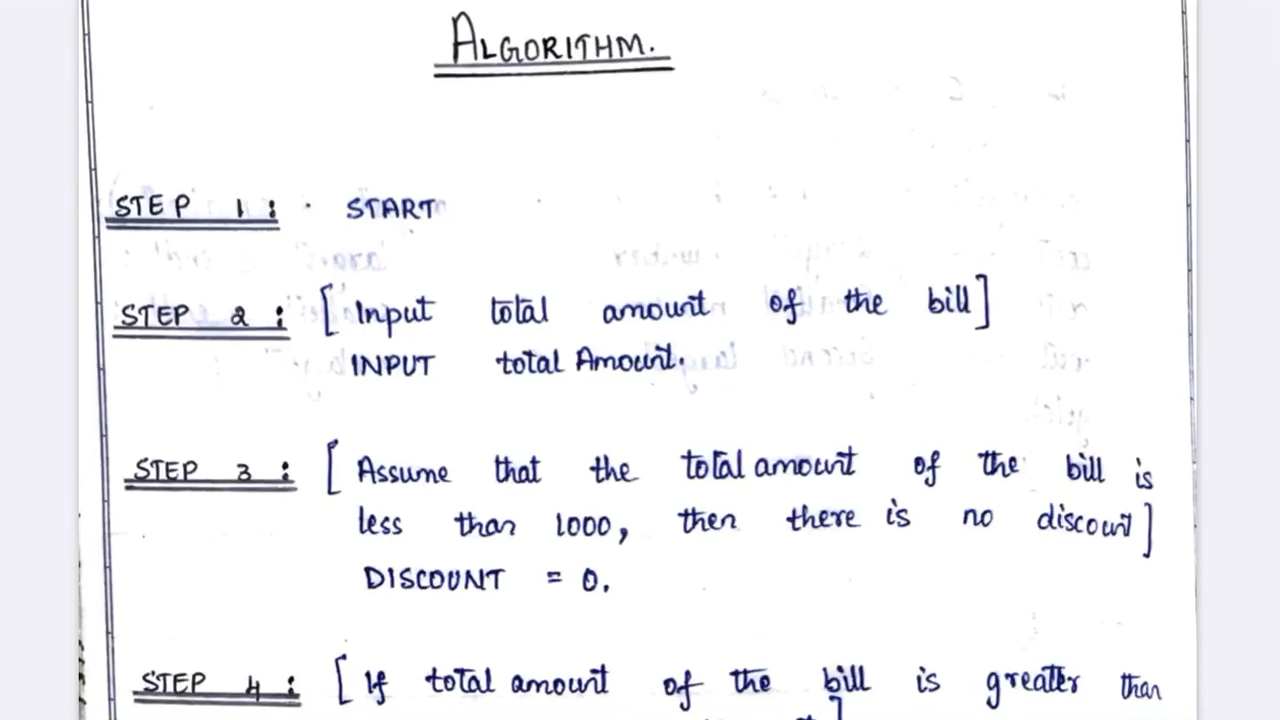 ALGORITHM.
STEP 1 : START
STEP 2 : [Input total amount of the bill]
INPUT total Amount.
STEP 3 : [Assume that the total amount of the bill is
less than 1000, then there is no discount]
DISCOUNT = 0.
STEP 4 : [If total amount of the bill is greater than